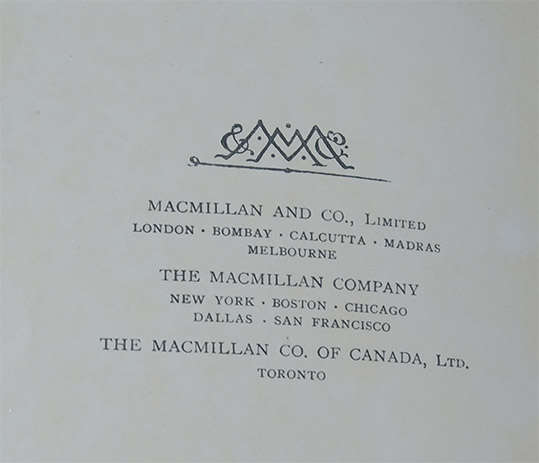 MACMILLAN AND CO., LIMITED
LONDON · BOMBAY · CALCUTTA · MADRAS
MELBOURNE
THE MACMILLAN COMPANY
NEW YORK · BOSTON · CHICAGO
DALLAS · SAN FRANCISCO
THE MACMILLAN CO. OF CANADA, LTD.
TORONTO